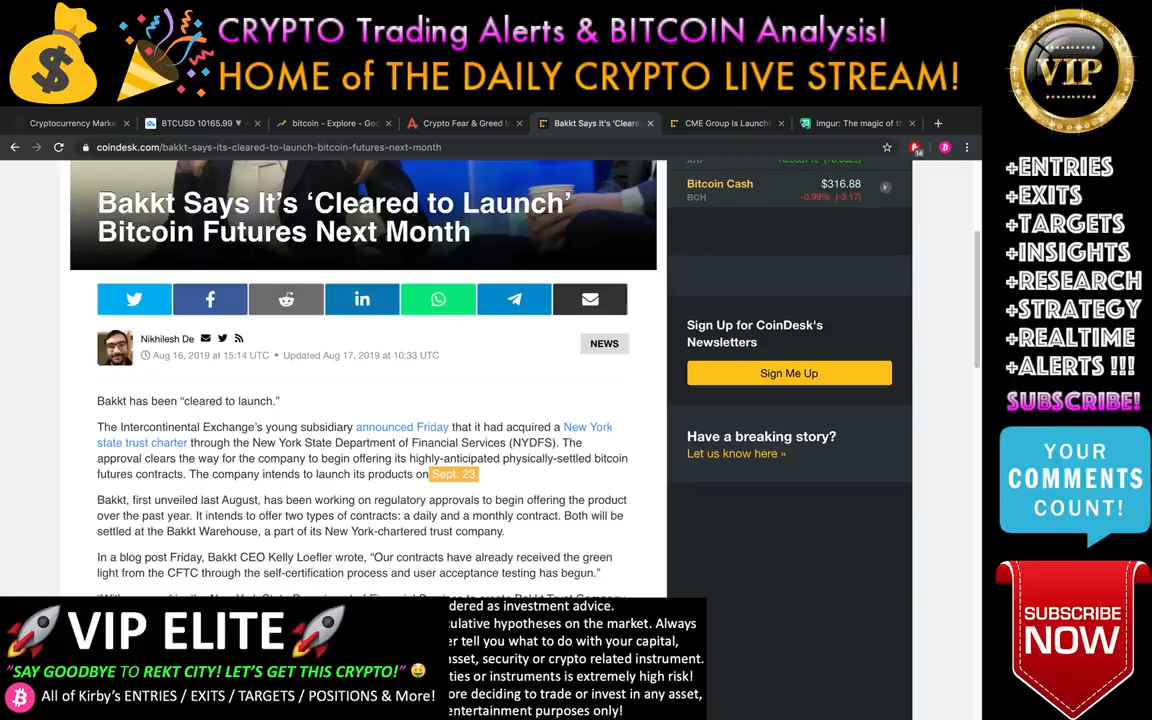 CRYPTO Trading Alerts & BITCOIN Analysis!
HOME of THE DAILY CRYPTO LIVE STREAM!
VIP
Cryptocurrency Marke
BTCUSD 10165.99 ▼
bitcoin - Explore - Goo
Crypto Fear & Greed In
Bakkt Says It's 'Cleare
CME Group Is Launchi
Imgur: The magic of th
coindesk.com/bakkt-says-its-cleared-to-launch-bitcoin-futures-next-month
14
Bitcoin Cash
BCH
$316.88
-0.99% (-3.17)
Bakkt Says It's 'Cleared to Launch'
Bitcoin Futures Next Month
Nikhilesh De
Aug 16, 2019 at 15:14 UTC • Updated Aug 17, 2019 at 10:33 UTC
NEWS
Bakkt has been “cleared to launch.”
The Intercontinental Exchange’s young subsidiary announced Friday that it had acquired a New York
state trust charter through the New York State Department of Financial Services (NYDFS). The
approval clears the way for the company to begin offering its highly-anticipated physically-settled bitcoin
futures contracts. The company intends to launch its products on Sept. 23.
Bakkt, first unveiled last August, has been working on regulatory approvals to begin offering the product
over the past year. It intends to offer two types of contracts: a daily and a monthly contract. Both will be
settled at the Bakkt Warehouse, a part of its New York-chartered trust company.
In a blog post Friday, Bakkt CEO Kelly Loefler wrote, “Our contracts have already received the green
light from the CFTC through the self-certification process and user acceptance testing has begun.”
Sign Up for CoinDesk's
Newsletters
Sign Me Up
Have a breaking story?
Let us know here »
+ENTRIES
+EXITS
+TARGETS
+INSIGHTS
+RESEARCH
+STRATEGY
+REALTIME
+ALERTS !!!
SUBSCRIBE!
YOUR
COMMENTS
COUNT!
SUBSCRIBE
NOW
VIP ELITE
"SAY GOODBYE TO REKT CITY! LET'S GET THIS CRYPTO!"
All of Kirby's ENTRIES / EXITS / TARGETS / POSITIONS & More!
dered as investment advice.
culative hypotheses on the market. Always
er tell you what to do with your capital,
asset, security or crypto related instrument.
ties or instruments is extremely high risk!
ore deciding to trade or invest in any asset,
entertainment purposes only!